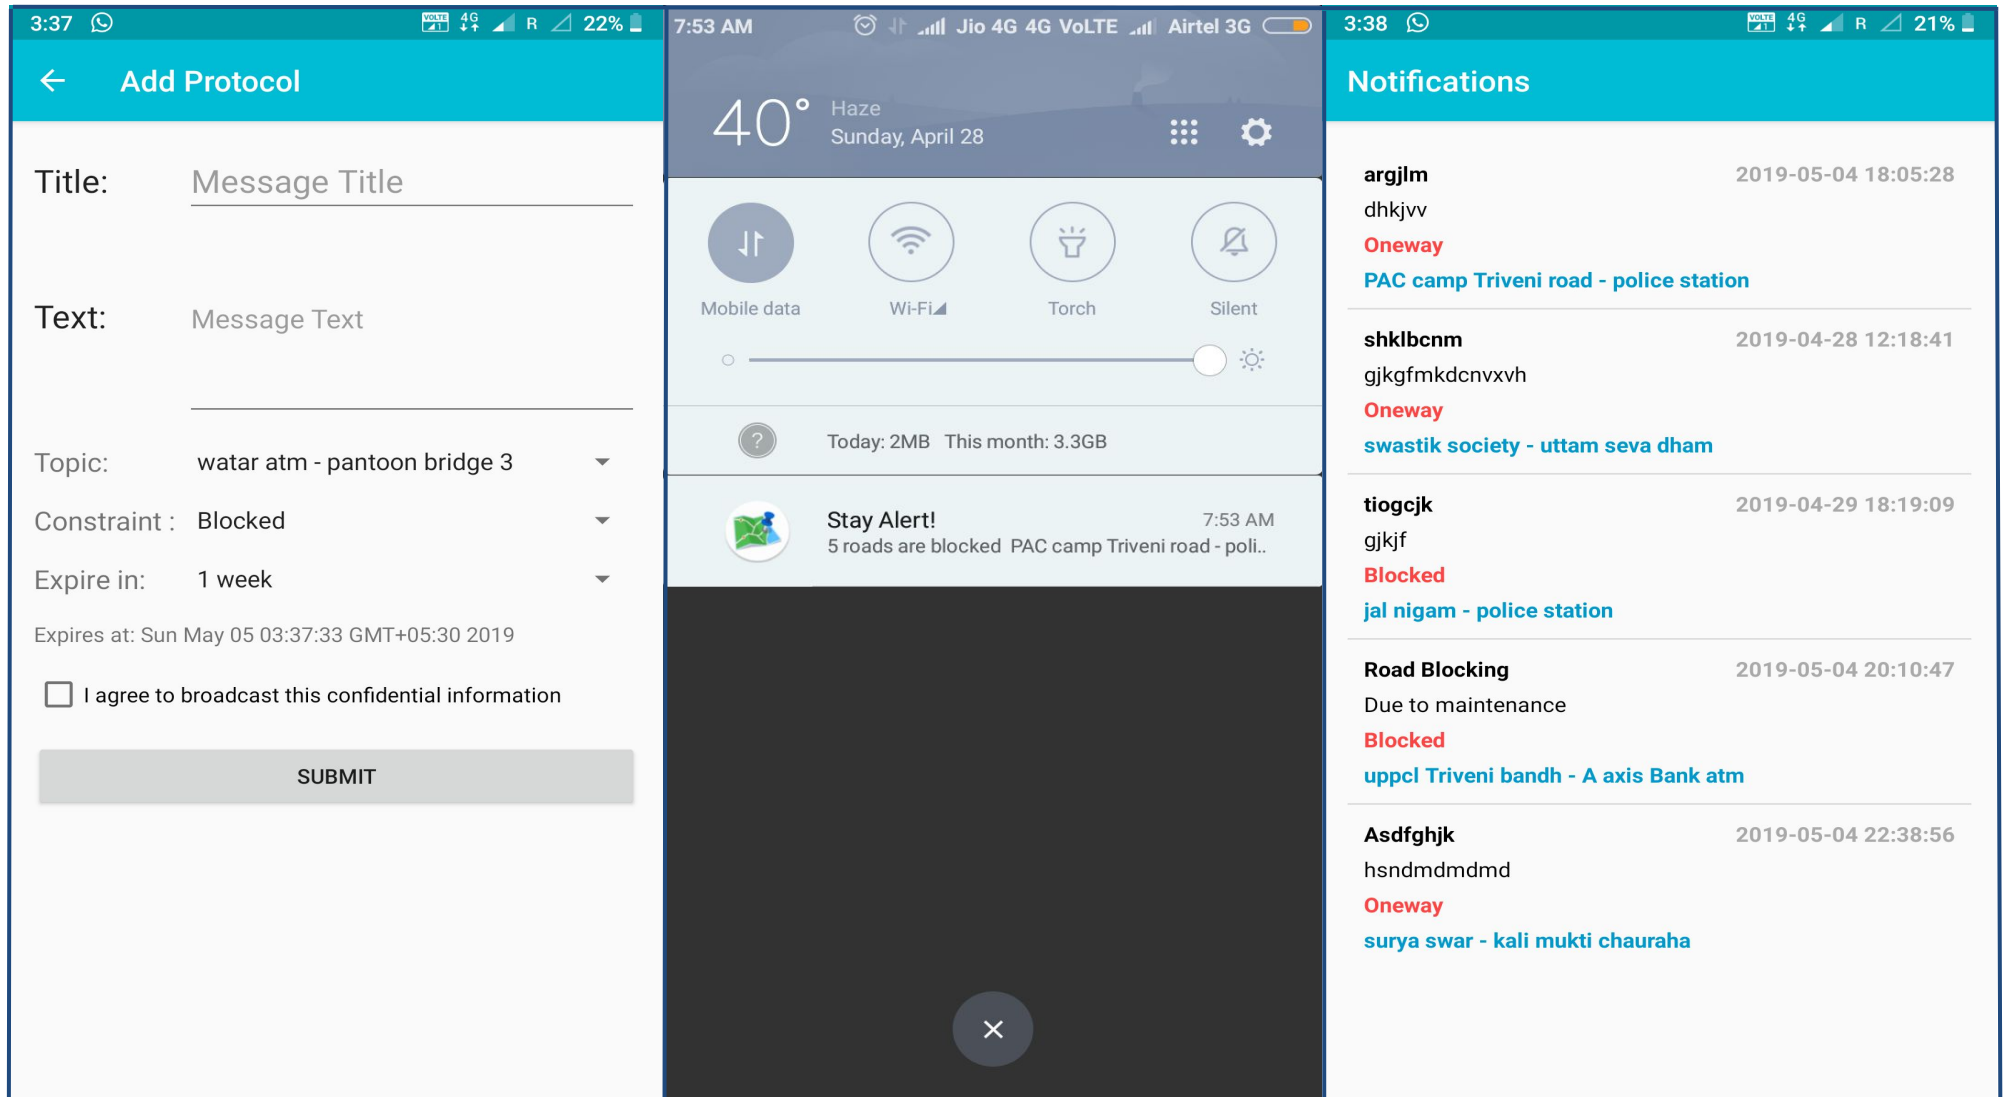 3:37 VOLTE 4G R 22%
Add Protocol
Title: Message Title
Text: Message Text
Topic: watar atm - pantoon bridge 3
Constraint : Blocked
Expire in: 1 week
Expires at: Sun May 05 03:37:33 GMT+05:30 2019
I agree to broadcast this confidential information
SUBMIT
7:53 AM Jio 4G 4G VoLTE Airtel 3G
40° Haze
Sunday, April 28
Mobile data Wi-Fi Torch Silent
Today: 2MB This month: 3.3GB
Stay Alert! 7:53 AM
5 roads are blocked PAC camp Triveni road - poli..
3:38 VOLTE 4G R 21%
Notifications
argjlm 2019-05-04 18:05:28
dhkjvv
Oneway
PAC camp Triveni road - police station
shklbcnm 2019-04-28 12:18:41
gjkgfmkdcnvxvh
Oneway
swastik society - uttam seva dham
tiogcjk 2019-04-29 18:19:09
gjkjf
Blocked
jal nigam - police station
Road Blocking 2019-05-04 20:10:47
Due to maintenance
Blocked
uppcl Triveni bandh - A axis Bank atm
Asdfghjk 2019-05-04 22:38:56
hsndmdmdmd
Oneway
surya swar - kali mukti chauraha